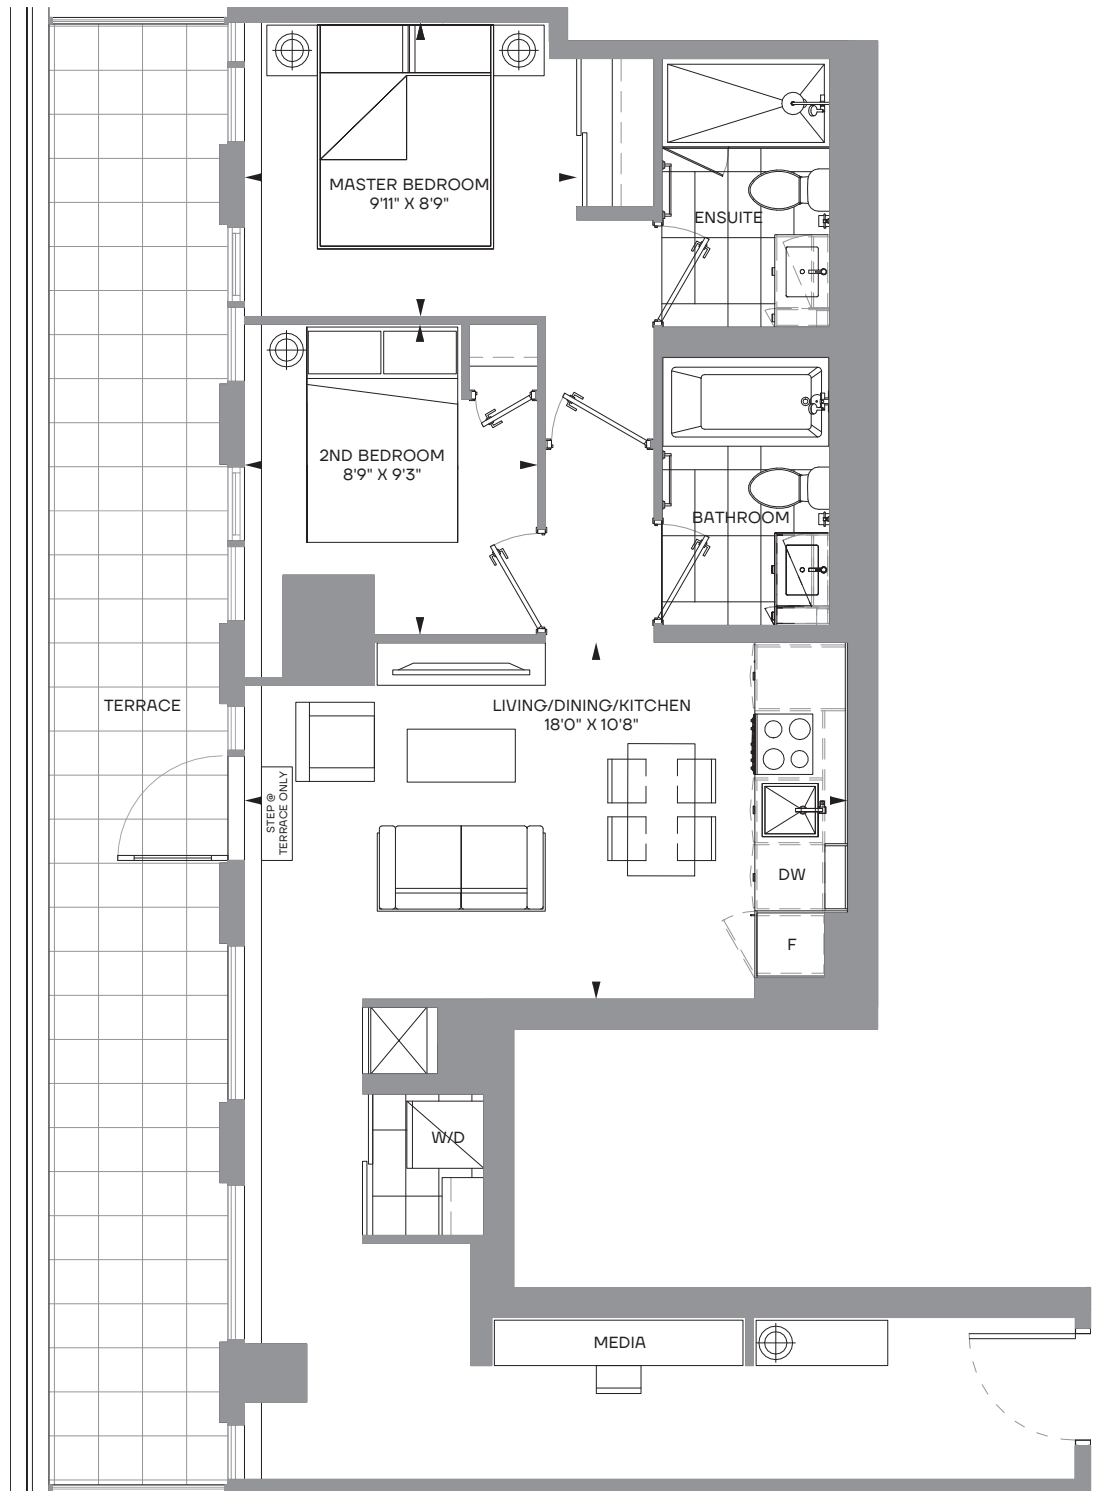 MASTER BEDROOM
9'11" X 8'9"
ENSUITE
2ND BEDROOM
8'9" X 9'3"
BATHROOM
TERRACE
LIVING/DINING/KITCHEN
18'0" X 10'8"
STEP @
TERRACE ONLY
DW
F
W/D
MEDIA